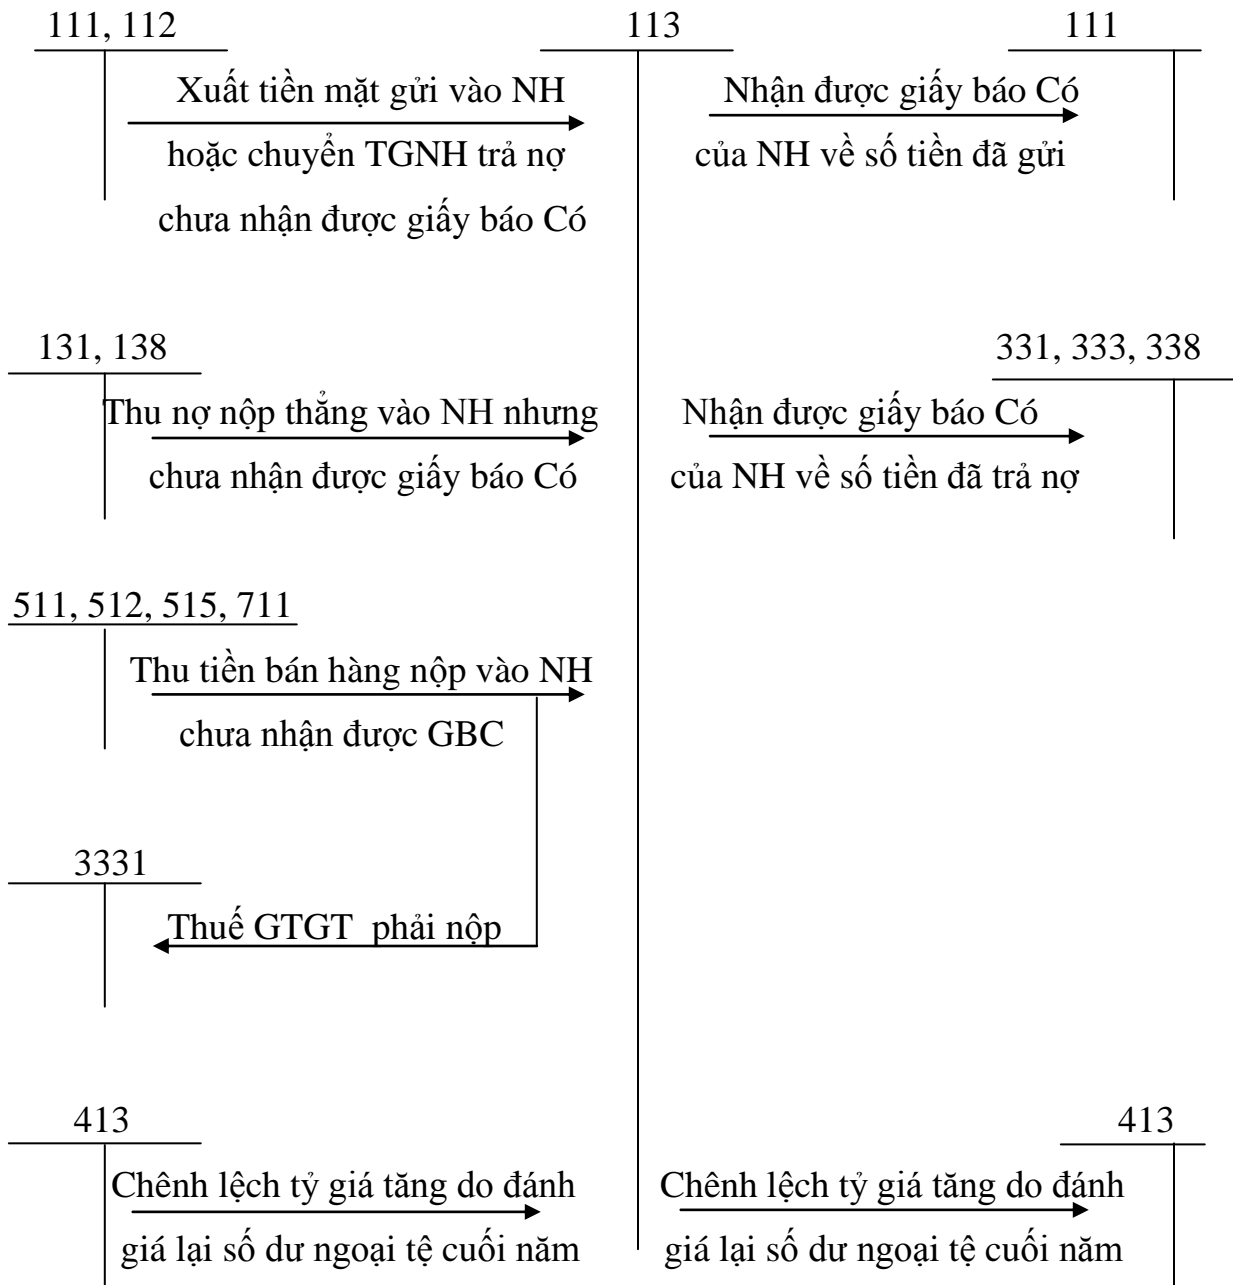 111, 112
113
111
Xuất tiền mặt gửi vào NH
hoặc chuyển TGNH trả nợ
chưa nhận được giấy báo Có
Nhận được giấy báo Có
của NH về số tiền đã gửi
131, 138
331, 333, 338
Thu nợ nộp thẳng vào NH nhưng
chưa nhận được giấy báo Có
Nhận được giấy báo Có
của NH về số tiền đã trả nợ
511, 512, 515, 711
Thu tiền bán hàng nộp vào NH
chưa nhận được GBC
3331
Thuế GTGT phải nộp
413
413
Chênh lệch tỷ giá tăng do đánh
giá lại số dư ngoại tệ cuối năm
Chênh lệch tỷ giá tăng do đánh
giá lại số dư ngoại tệ cuối năm